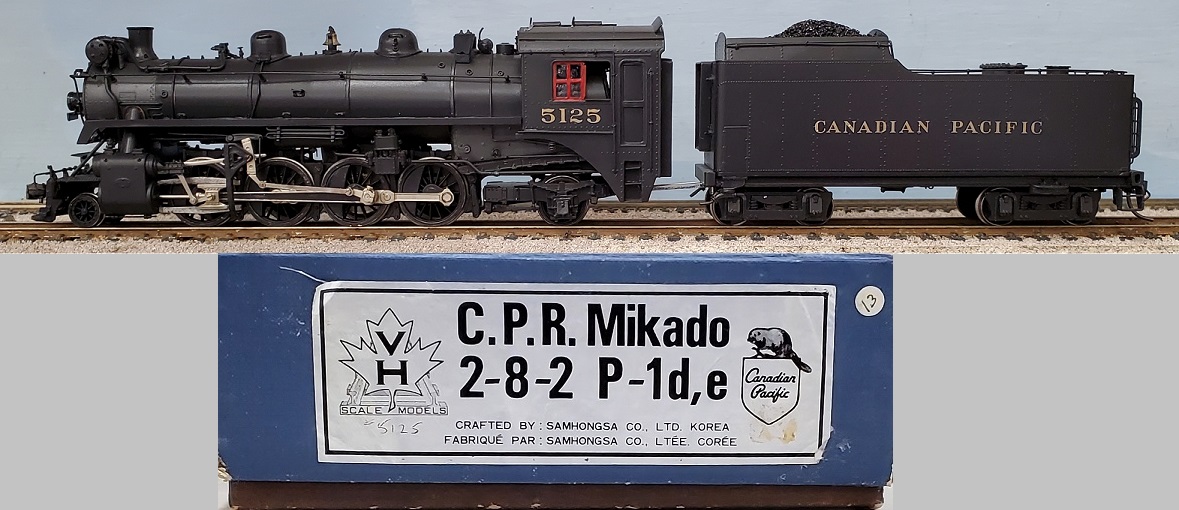 5125
CANADIAN PACIFIC
13
VH
SCALE MODELS
C.P.R. Mikado
2-8-2 P-1d,e
Canadian
Pacific
5125
CRAFTED BY: SAMHONGSA CO., LTD. KOREA
FABRIQUÉ PAR: SAMHONGSA CO., LTÉE. CORÉE